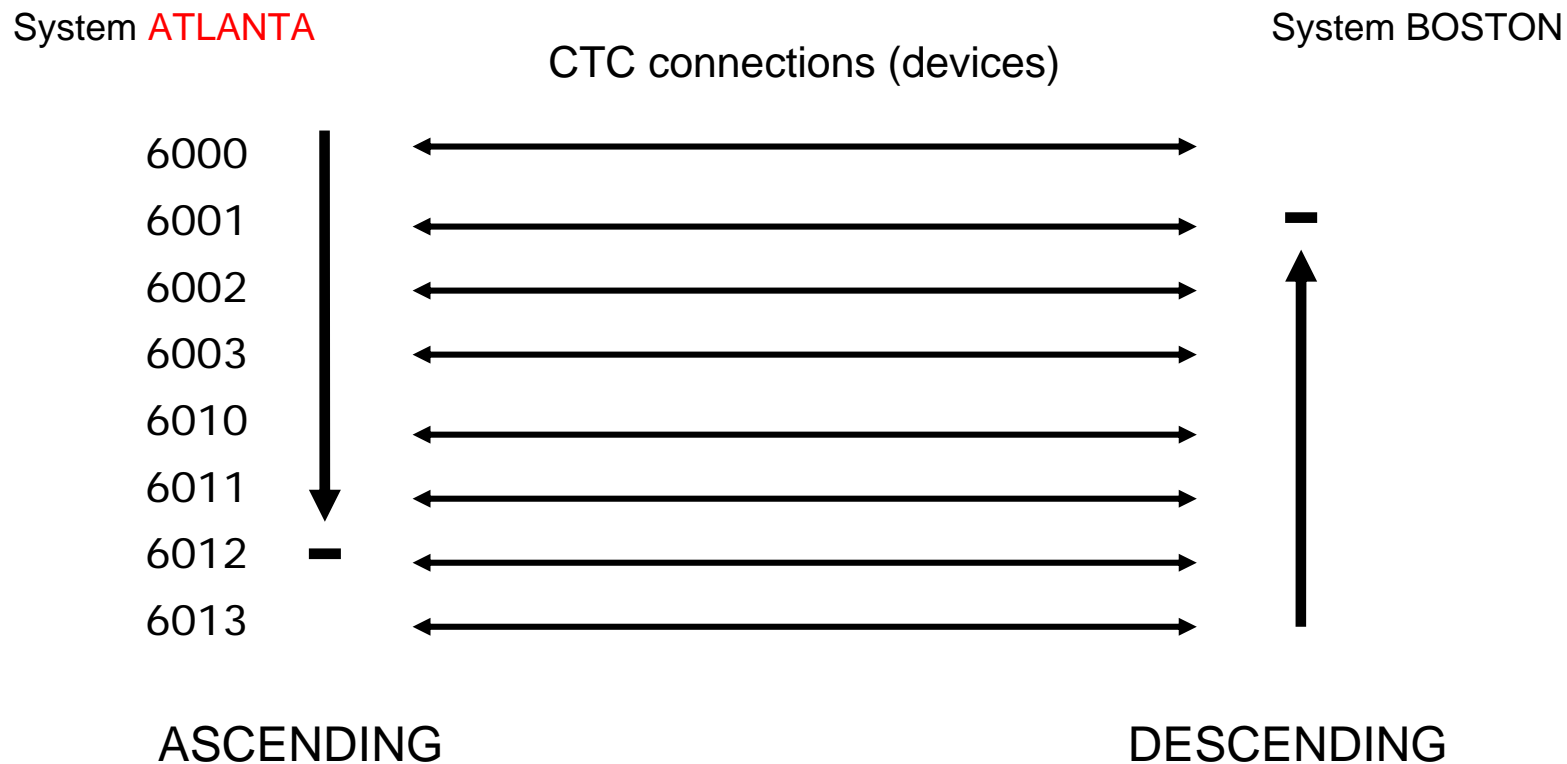 System ATLANTA
System BOSTON
CTC connections (devices)
6000
6001
6002
6003
6010
6011
6012
6013
ASCENDING
DESCENDING